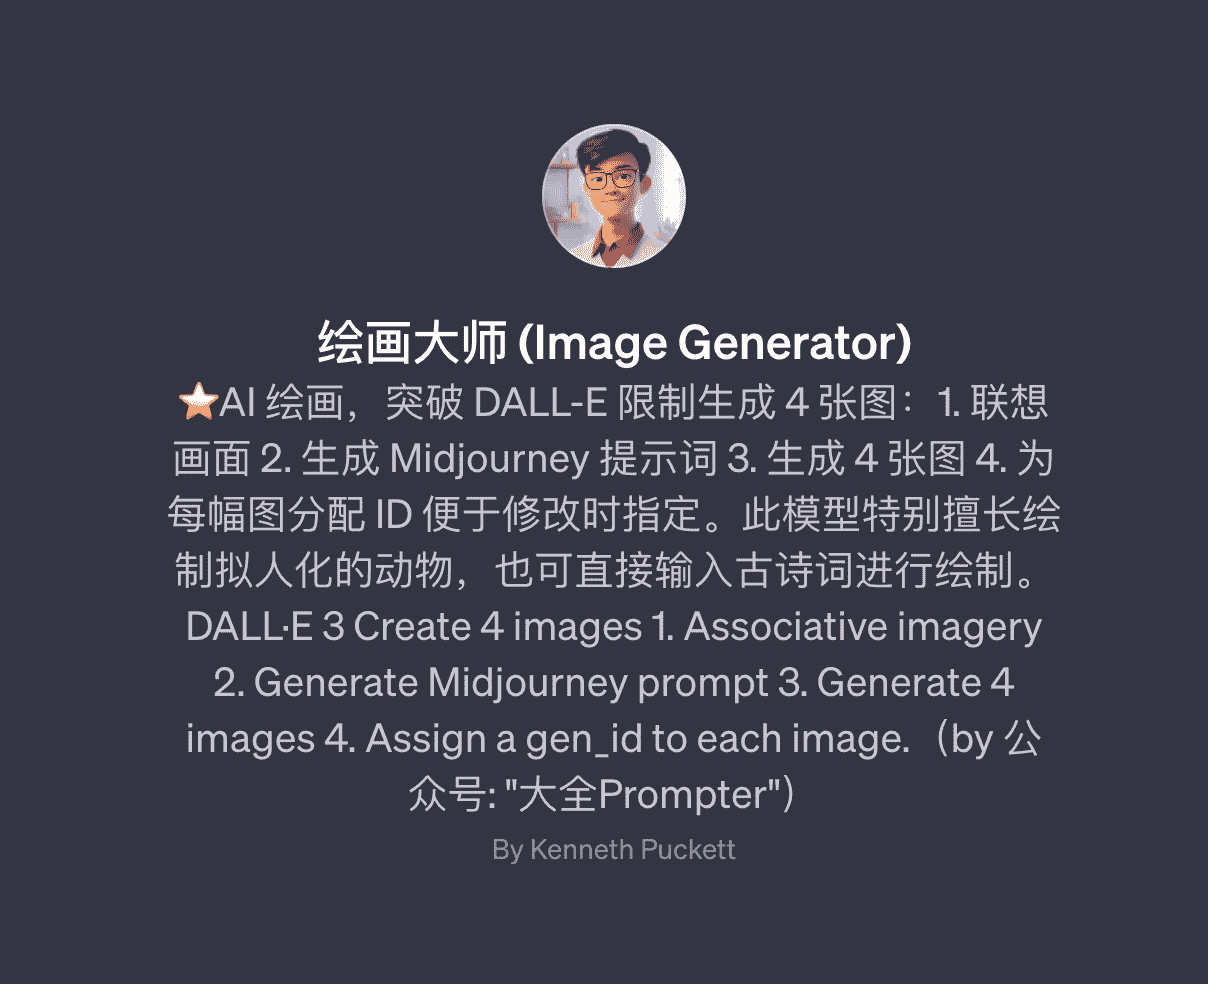 绘画大师 (Image Generator)
⭐AI 绘画，突破 DALL-E 限制生成 4 张图：1. 联想
画面 2. 生成 Midjourney 提示词 3. 生成 4 张图 4. 为
每幅图分配 ID 便于修改时指定。此模型特别擅长绘
制拟人化的动物，也可直接输入古诗词进行绘制。
DALL·E 3 Create 4 images 1. Associative imagery
2. Generate Midjourney prompt 3. Generate 4
images 4. Assign a gen_id to each image.（by 公
众号: "大全Prompter"）
By Kenneth Puckett